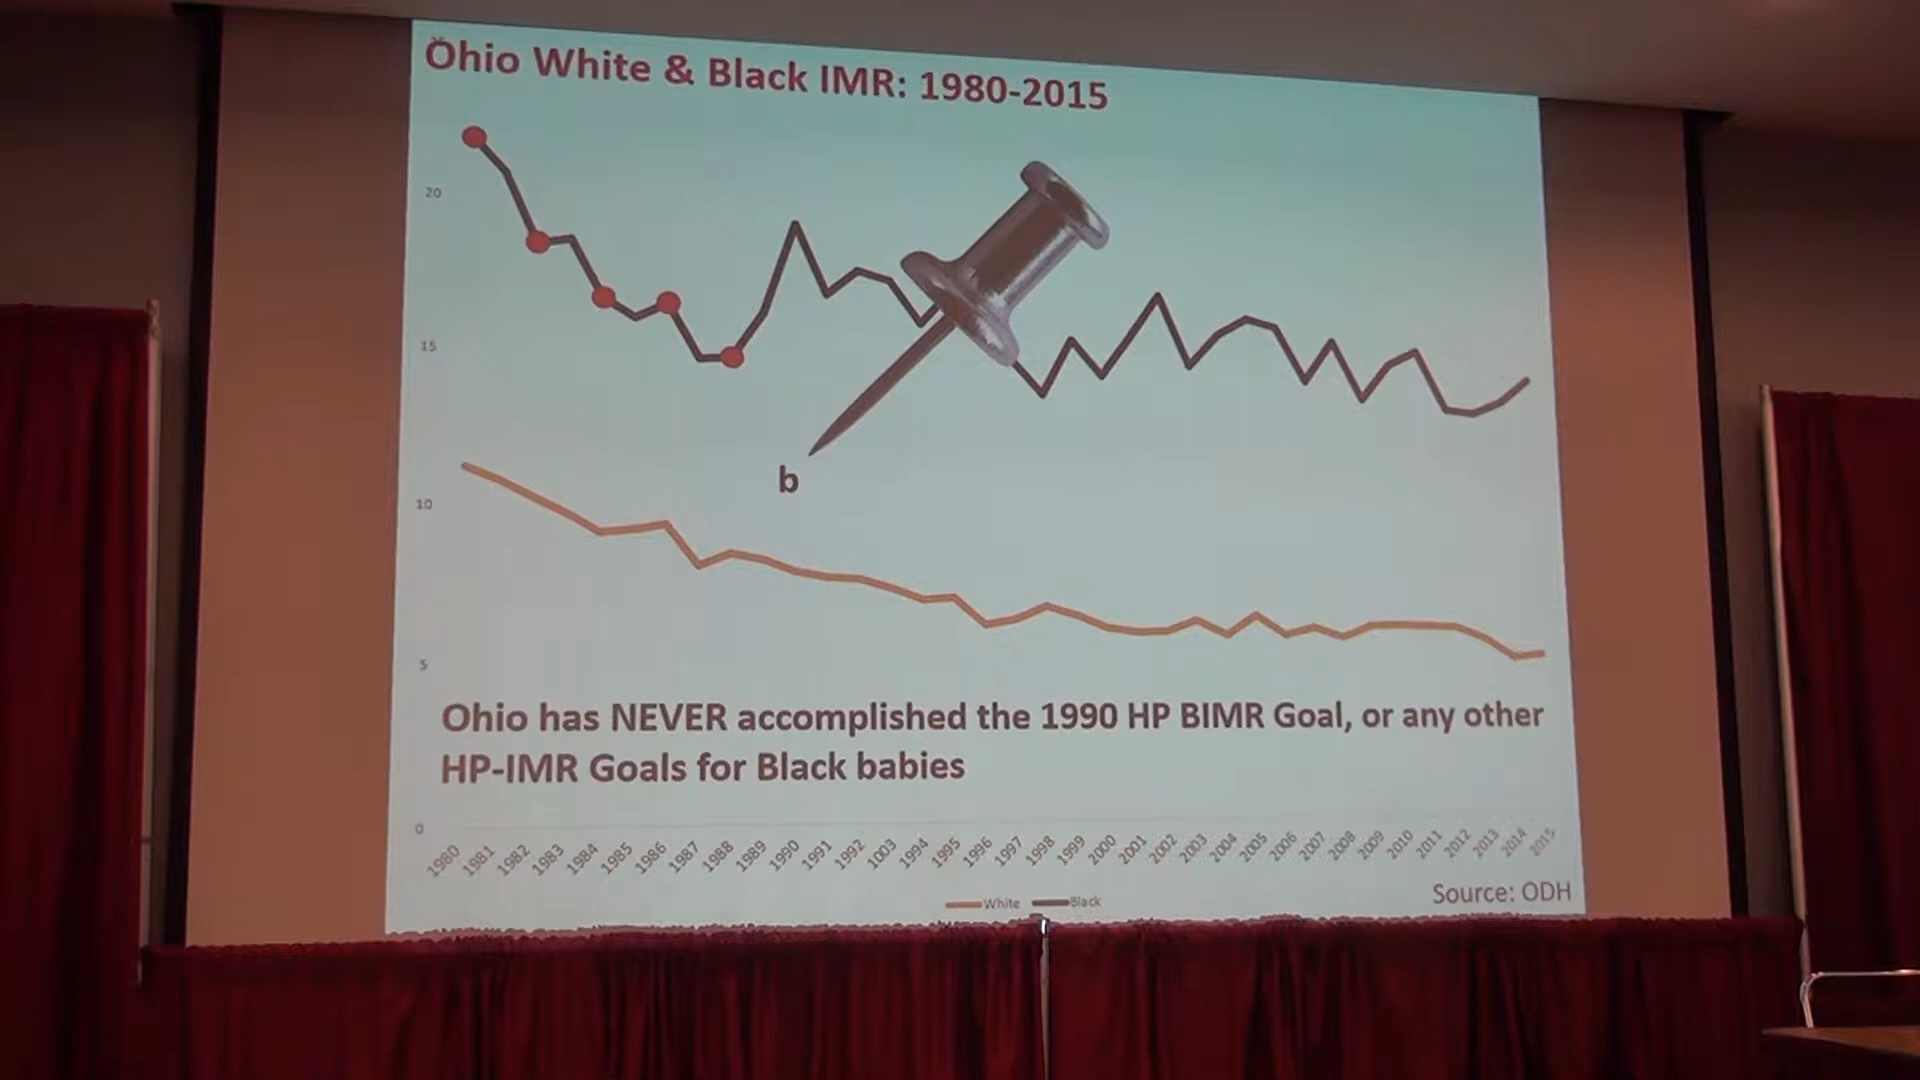 Ohio White & Black IMR: 1980-2015
20
15
b
10
5
Ohio has NEVER accomplished the 1990 HP BIMR Goal, or any other
HP-IMR Goals for Black babies
0
1980 1981 1982 1983 1984 1985 1986 1987 1988 1989 1990 1991 1992 1003 1994 1995 1996 1997 1998 1999 2000 2001 2002 2003 2004 2005 2006 2007 2008 2009 2010 2011 2012 2013 2014 2015
Source: ODH
White Black